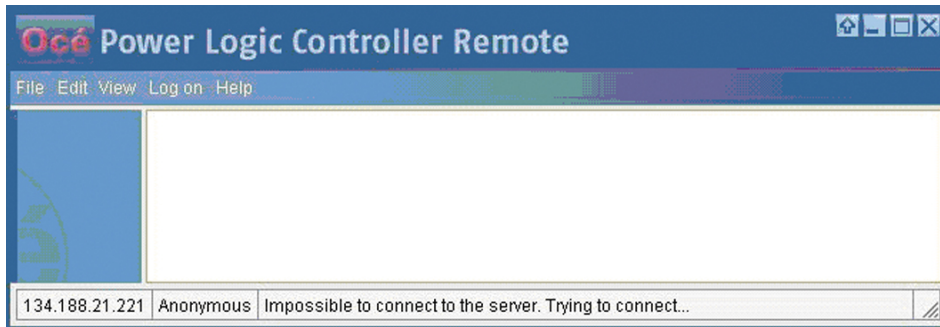 Océ Power Logic Controller Remote
File Edit View Log on Help
134.188.21.221 Anonymous Impossible to connect to the server. Trying to connect...